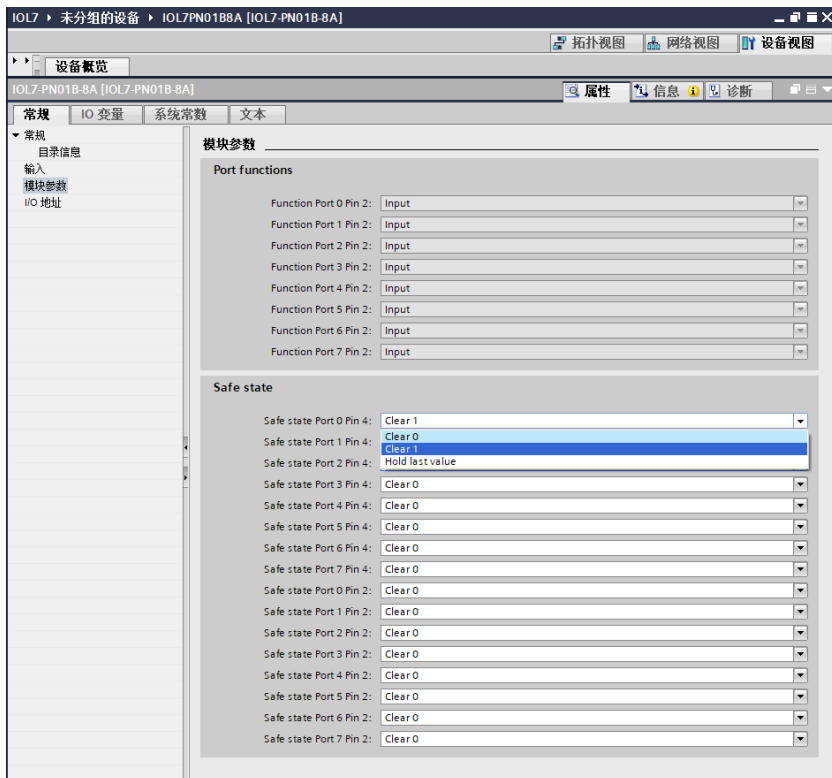 IOL7 ▸ 未分组的设备 ▸ IOL7PN01B8A [IOL7-PN01B-8A]
拓扑视图 网络视图 设备视图
设备概览
IOL7-PN01B-8A [IOL7-PN01B-8A]
属性 信息 诊断
常规 IO 变量 系统常数 文本
常规
目录信息
输入
模块参数
I/O 地址
模块参数
Port functions
Function Port 0 Pin 2: Input
Function Port 1 Pin 2: Input
Function Port 2 Pin 2: Input
Function Port 3 Pin 2: Input
Function Port 4 Pin 2: Input
Function Port 5 Pin 2: Input
Function Port 6 Pin 2: Input
Function Port 7 Pin 2: Input
Safe state
Safe state Port 0 Pin 4: Clear 1
Safe state Port 1 Pin 4:
Clear 0
Clear 1
Hold last value
Safe state Port 2 Pin 4:
Safe state Port 3 Pin 4: Clear 0
Safe state Port 4 Pin 4: Clear 0
Safe state Port 5 Pin 4: Clear 0
Safe state Port 6 Pin 4: Clear 0
Safe state Port 7 Pin 4: Clear 0
Safe state Port 0 Pin 2: Clear 0
Safe state Port 1 Pin 2: Clear 0
Safe state Port 2 Pin 2: Clear 0
Safe state Port 3 Pin 2: Clear 0
Safe state Port 4 Pin 2: Clear 0
Safe state Port 5 Pin 2: Clear 0
Safe state Port 6 Pin 2: Clear 0
Safe state Port 7 Pin 2: Clear 0